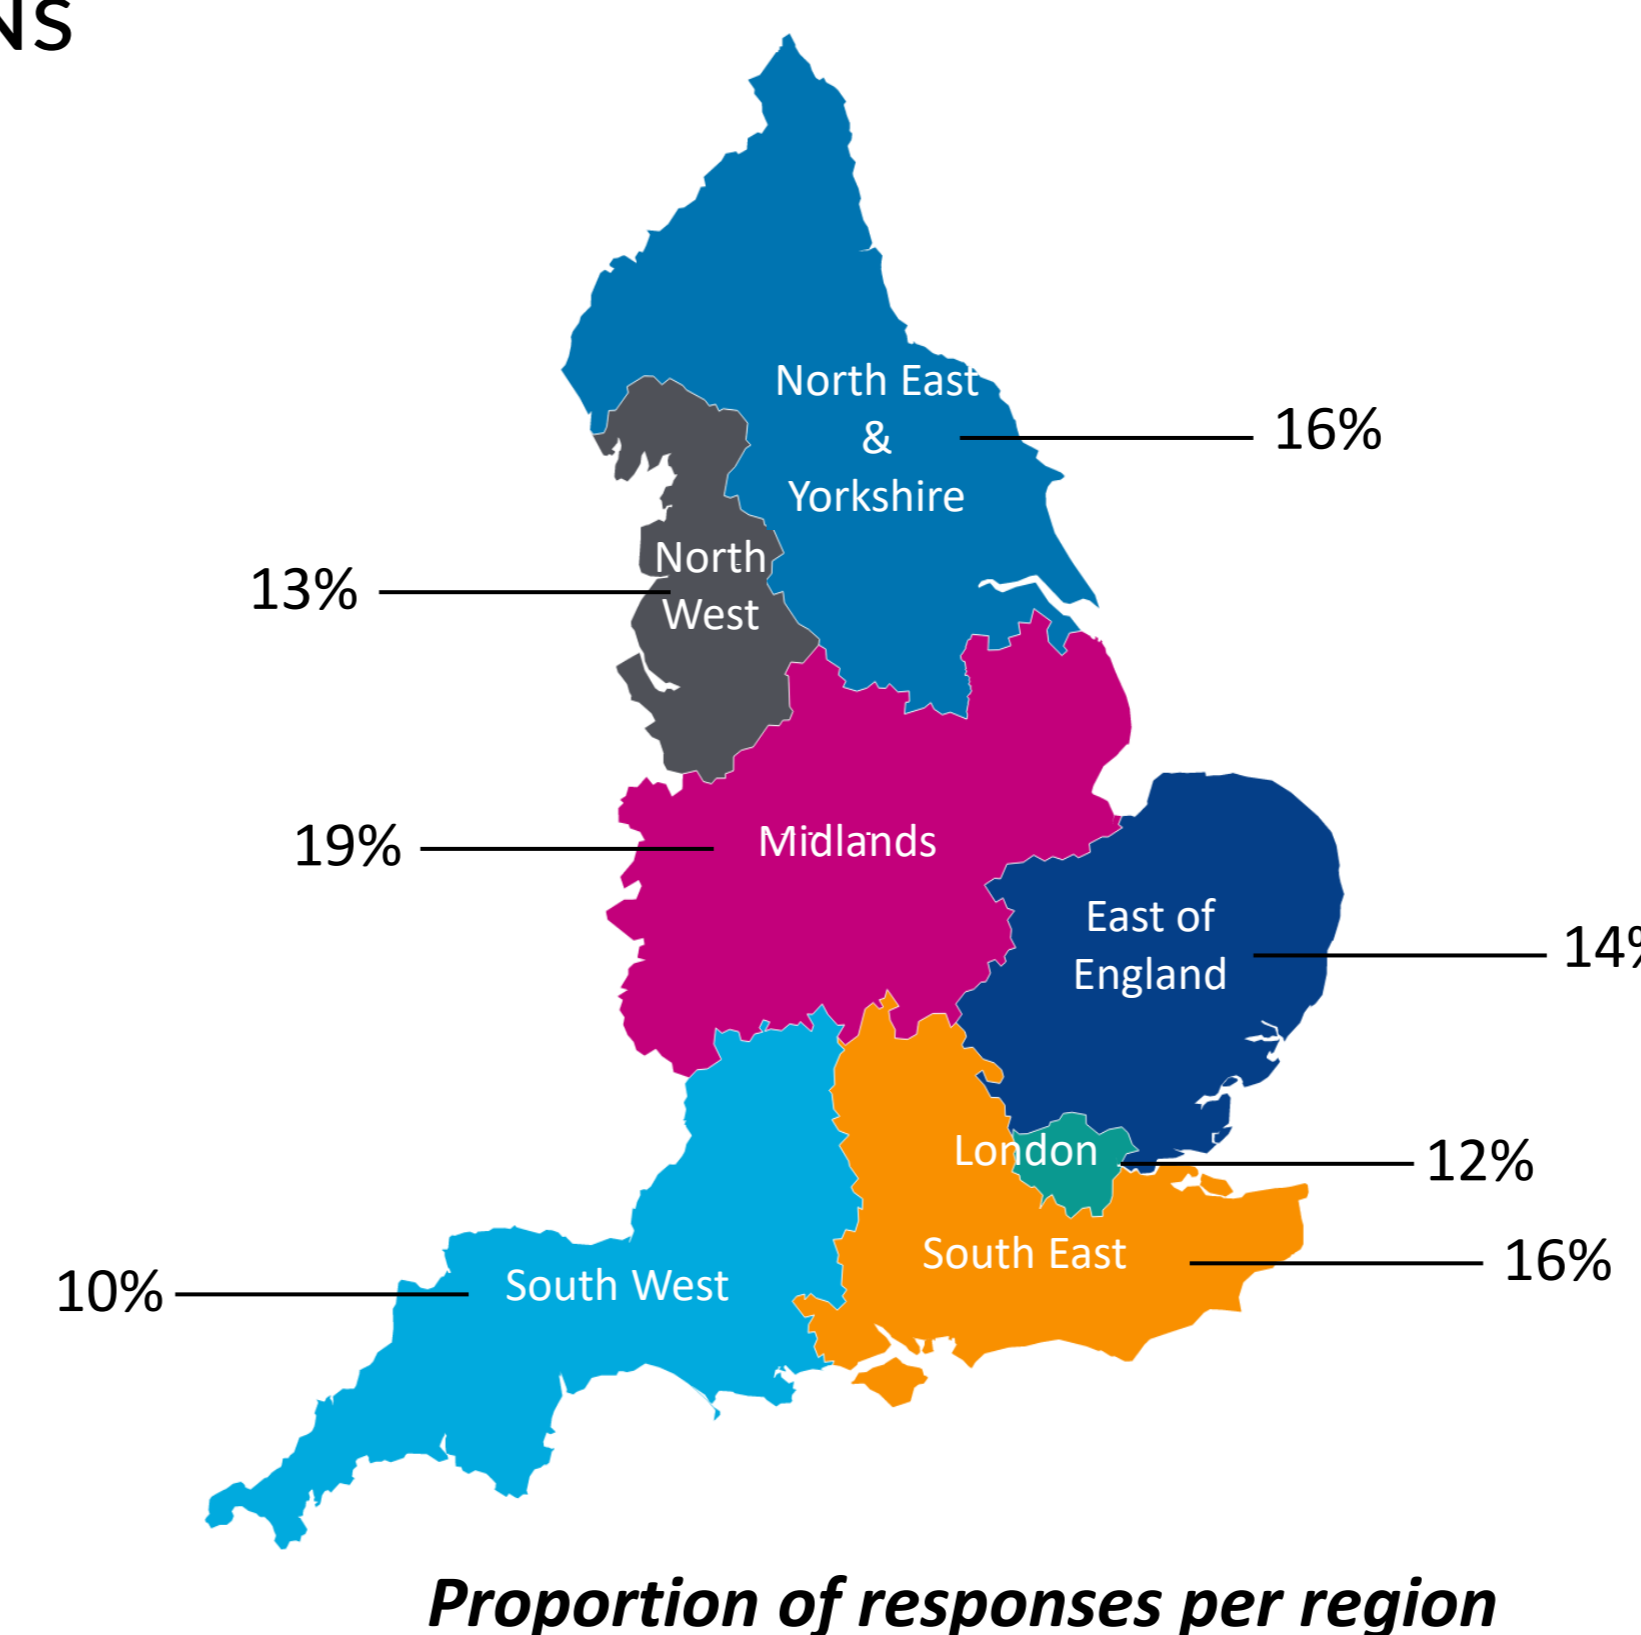 NS
North East
&
Yorkshire
16%
North
West
13%
Midlands
19%
East of
England
14%
London
12%
South East
16%
South West
10%
Proportion of responses per region